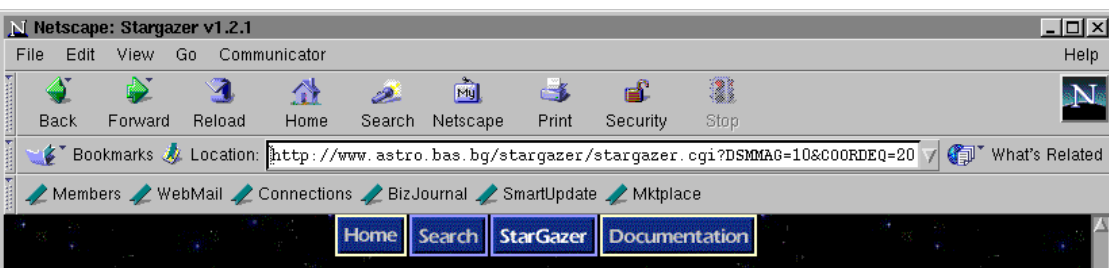 Netscape: Stargazer v1.2.1
File Edit View Go Communicator Help
N
My
Back Forward Reload Home Search Netscape Print Security Stop
Bookmarks Location: http://www.astro.bas.bg/stargazer/stargazer.cgi?DSMMAG=10&COORDEQ=20 What's Related
Members WebMail Connections BizJournal SmartUpdate Mktplace
Home Search StarGazer Documentation